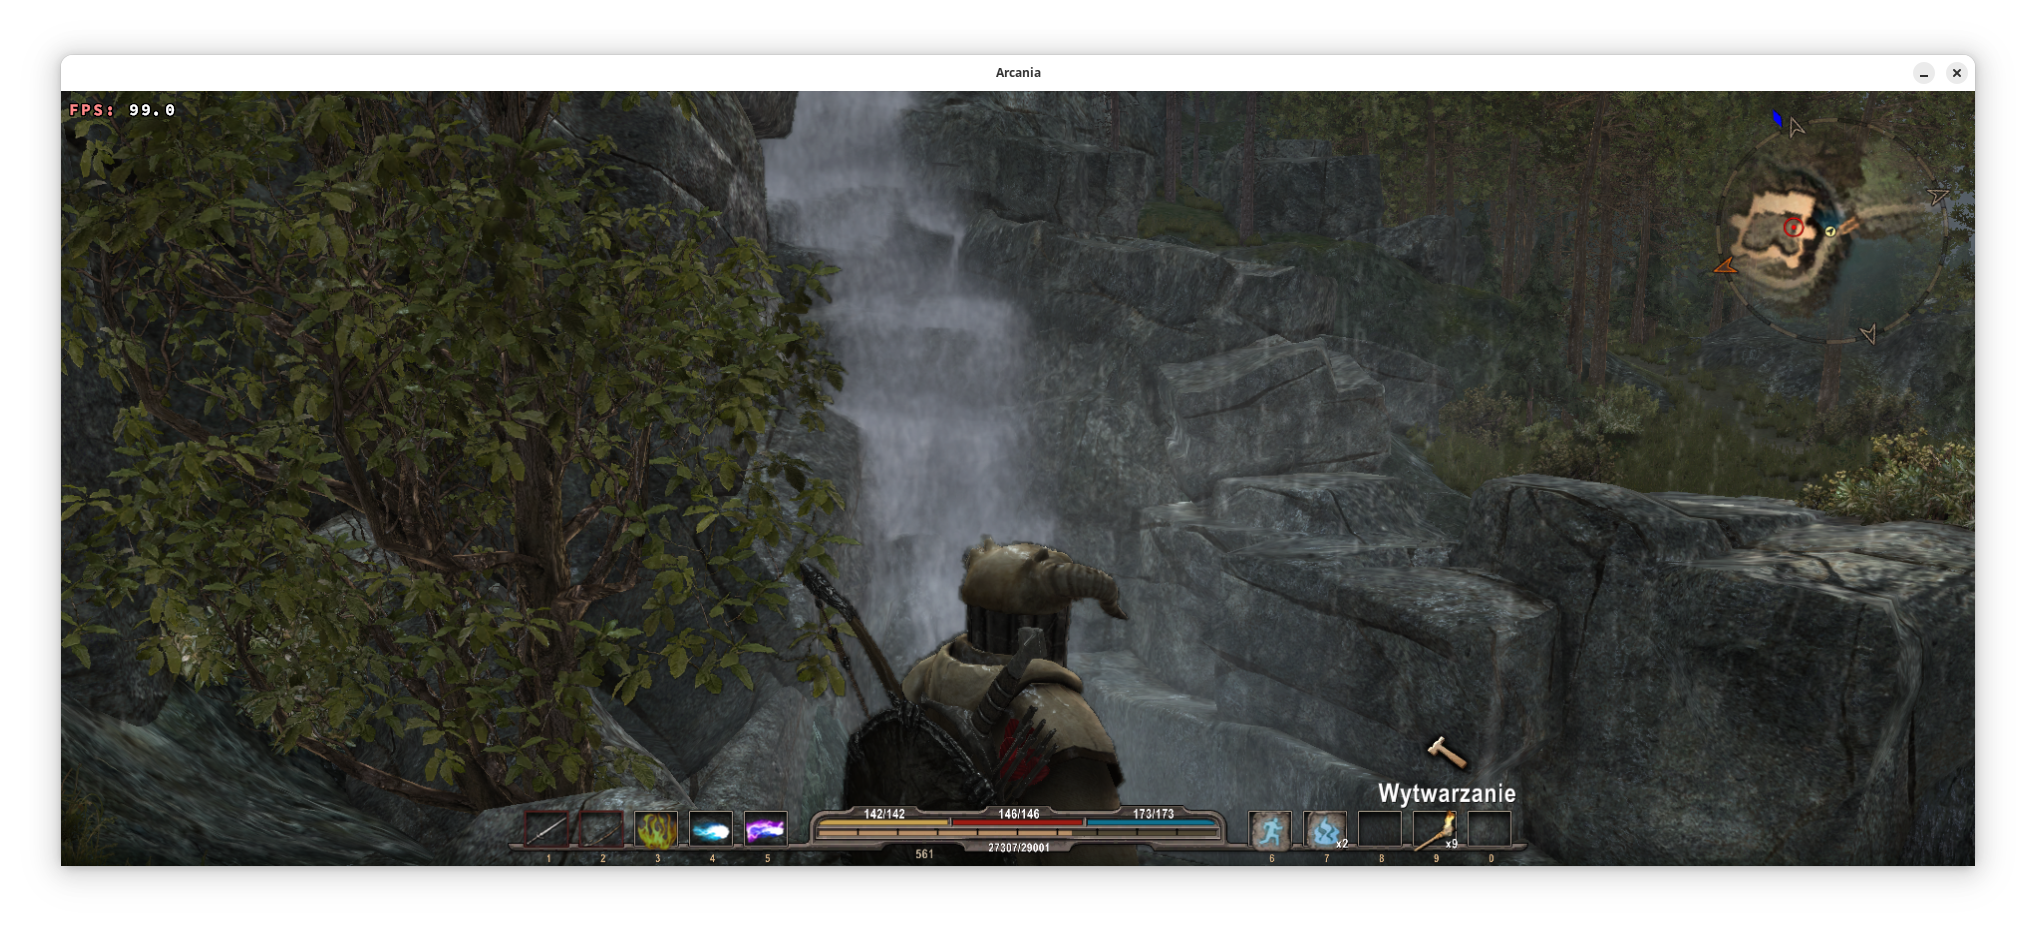 Arcania
FPS: 99.0
Wytwarzanie
142/142 146/146 173/173
x2 x9
561 27307/29001
1 2 3 4 5 6 7 8 9 0